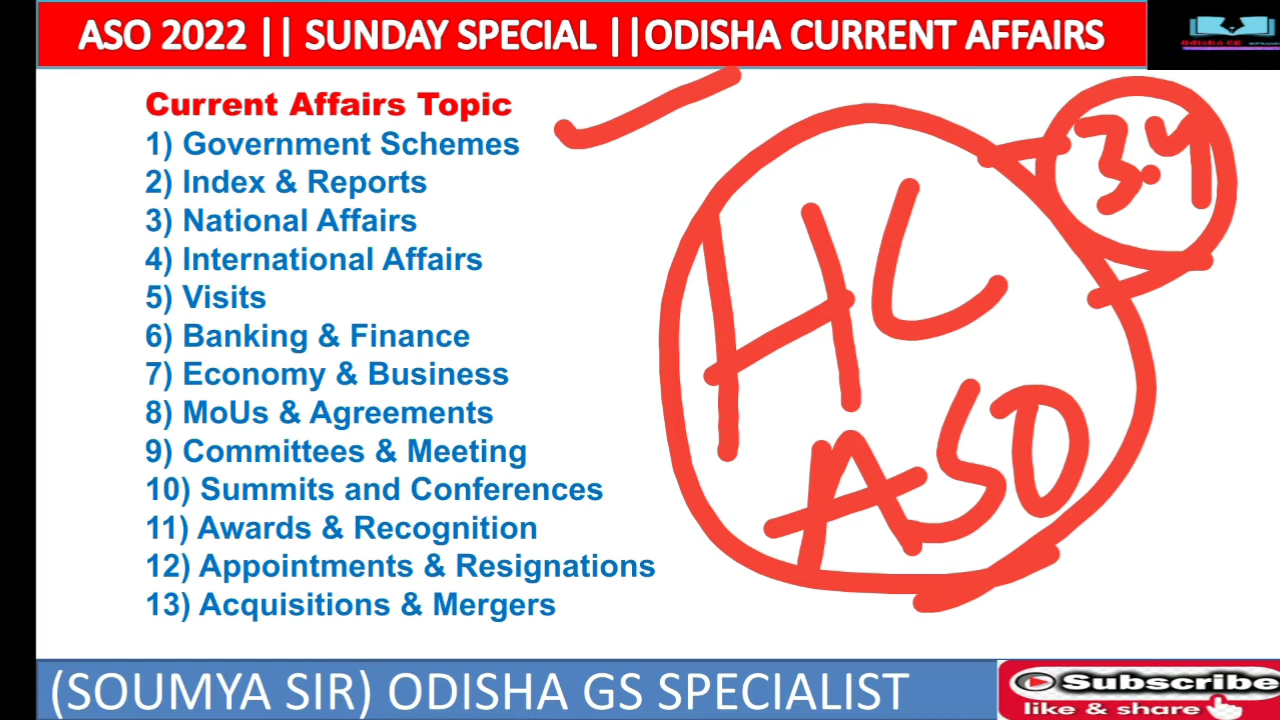 ASO 2022 || SUNDAY SPECIAL ||ODISHA CURRENT AFFAIRS
Current Affairs Topic
1) Government Schemes
2) Index & Reports
3) National Affairs
4) International Affairs
5) Visits
6) Banking & Finance
7) Economy & Business
8) MoUs & Agreements
9) Committees & Meeting
10) Summits and Conferences
11) Awards & Recognition
12) Appointments & Resignations
13) Acquisitions & Mergers
3.4
HC
ASO
(SOUMYA SIR) ODISHA GS SPECIALIST
Subscribe
like & share